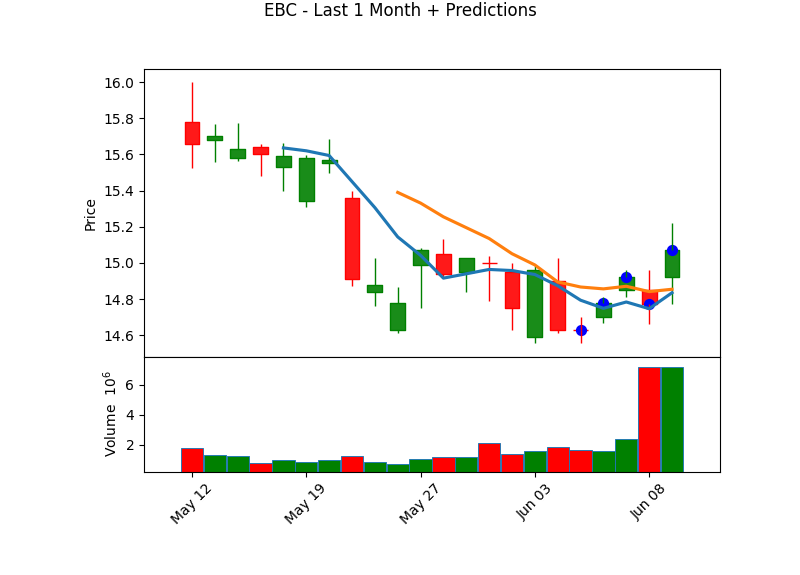 EBC - Last 1 Month + Predictions
16.0
15.8
15.6
15.4
15.2
15.0
14.8
14.6
Price
6
4
2
Volume 10^6
May 12
May 19
May 27
Jun 03
Jun 08